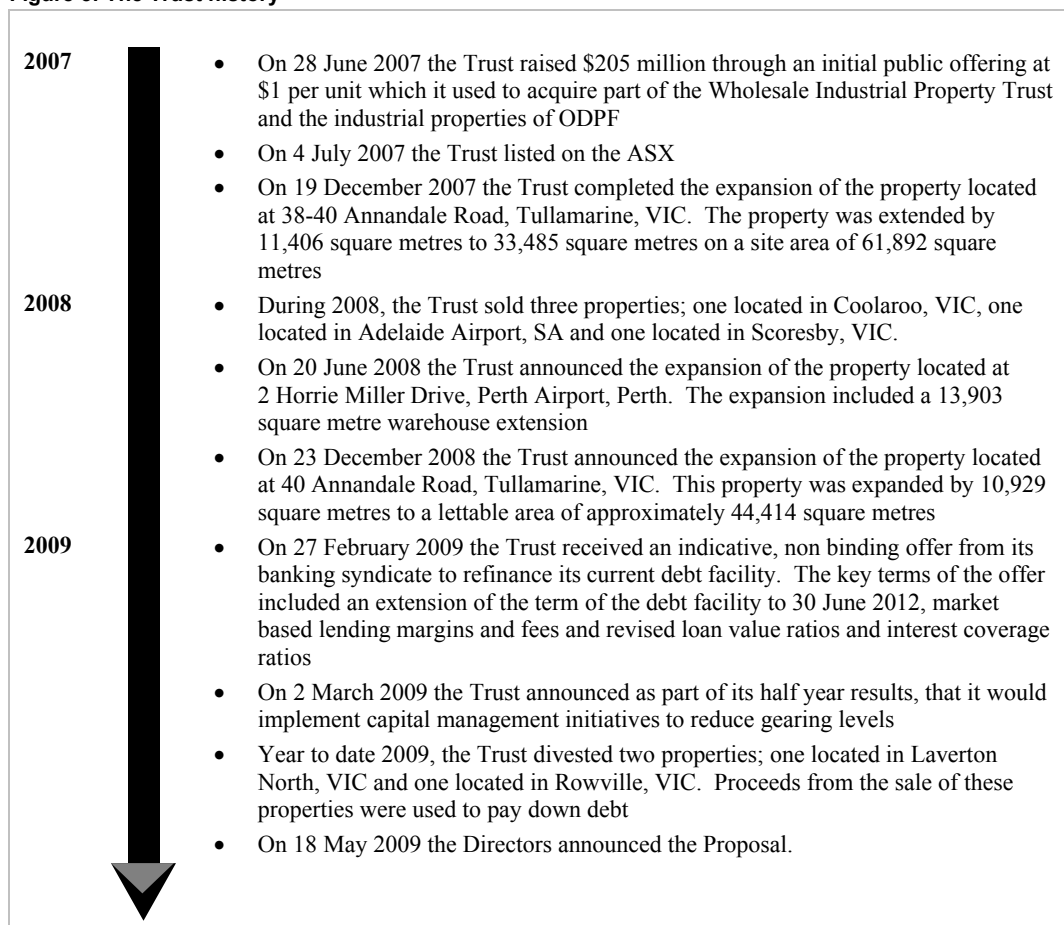 2007
• On 28 June 2007 the Trust raised $205 million through an initial public offering at
$1 per unit which it used to acquire part of the Wholesale Industrial Property Trust
and the industrial properties of ODPF
• On 4 July 2007 the Trust listed on the ASX
• On 19 December 2007 the Trust completed the expansion of the property located
at 38-40 Annandale Road, Tullamarine, VIC. The property was extended by
11,406 square metres to 33,485 square metres on a site area of 61,892 square
metres
2008
• During 2008, the Trust sold three properties; one located in Coolaroo, VIC, one
located in Adelaide Airport, SA and one located in Scoresby, VIC.
• On 20 June 2008 the Trust announced the expansion of the property located at
2 Horrie Miller Drive, Perth Airport, Perth. The expansion included a 13,903
square metre warehouse extension
• On 23 December 2008 the Trust announced the expansion of the property located
at 40 Annandale Road, Tullamarine, VIC. This property was expanded by 10,929
square metres to a lettable area of approximately 44,414 square metres
2009
• On 27 February 2009 the Trust received an indicative, non binding offer from its
banking syndicate to refinance its current debt facility. The key terms of the offer
included an extension of the term of the debt facility to 30 June 2012, market
based lending margins and fees and revised loan value ratios and interest coverage
ratios
• On 2 March 2009 the Trust announced as part of its half year results, that it would
implement capital management initiatives to reduce gearing levels
• Year to date 2009, the Trust divested two properties; one located in Laverton
North, VIC and one located in Rowville, VIC. Proceeds from the sale of these
properties were used to pay down debt
• On 18 May 2009 the Directors announced the Proposal.